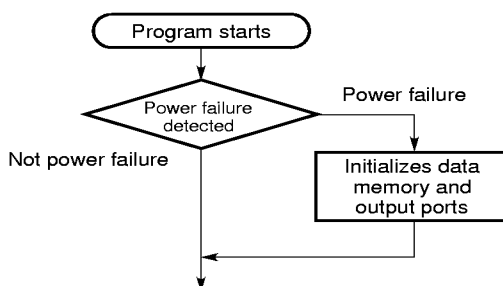 Program starts
Power failure
detected
Power failure
Not power failure
Initializes data
memory and
output ports